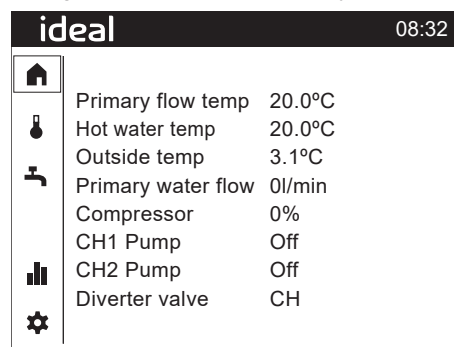 ideal 08:32
Primary flow temp 20.0ºC
Hot water temp 20.0ºC
Outside temp 3.1ºC
Primary water flow 0l/min
Compressor 0%
CH1 Pump Off
CH2 Pump Off
Diverter valve CH